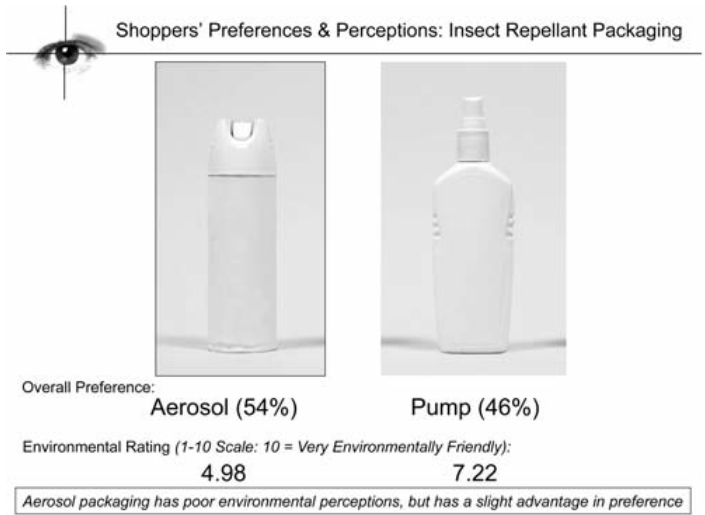 Shoppers' Preferences & Perceptions: Insect Repellant Packaging
Overall Preference:
Aerosol (54%) Pump (46%)
Environmental Rating (1-10 Scale: 10 = Very Environmentally Friendly):
4.98 7.22
Aerosol packaging has poor environmental perceptions, but has a slight advantage in preference